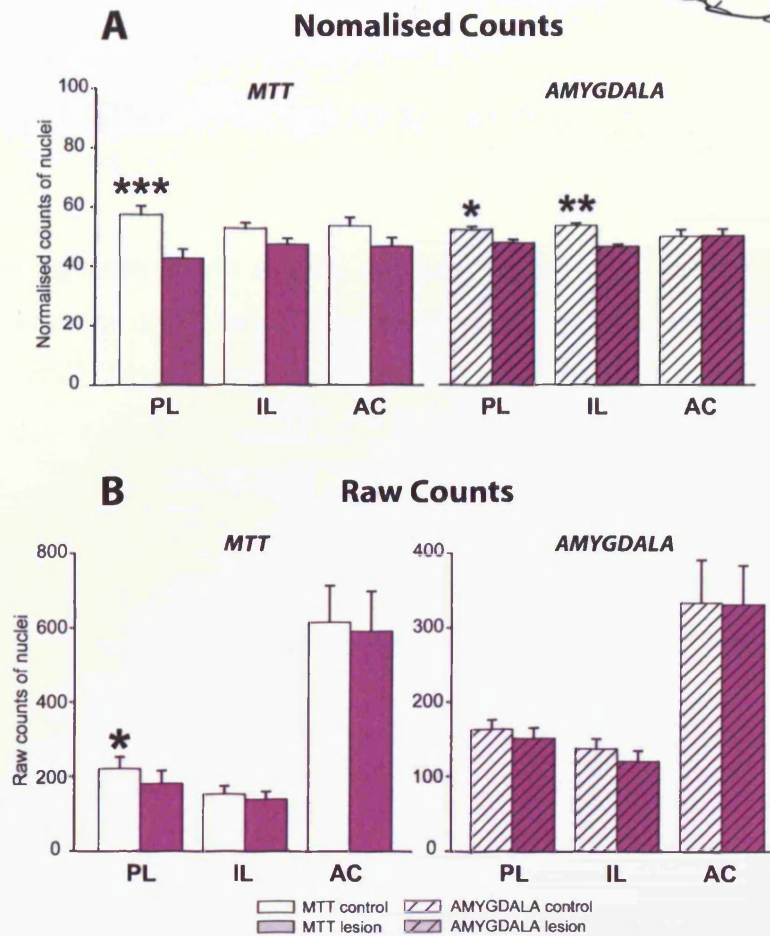 A Nomalised Counts
MTT
AMYGDALA
Normalised counts of nuclei
100
80
60
40
20
0
***
*
**
PL IL AC
PL IL AC
B Raw Counts
MTT
AMYGDALA
Raw counts of nuclei
800
600
400
200
0
*
400
300
200
100
0
PL IL AC
PL IL AC
MTT control AMYGDALA control
MTT lesion AMYGDALA lesion